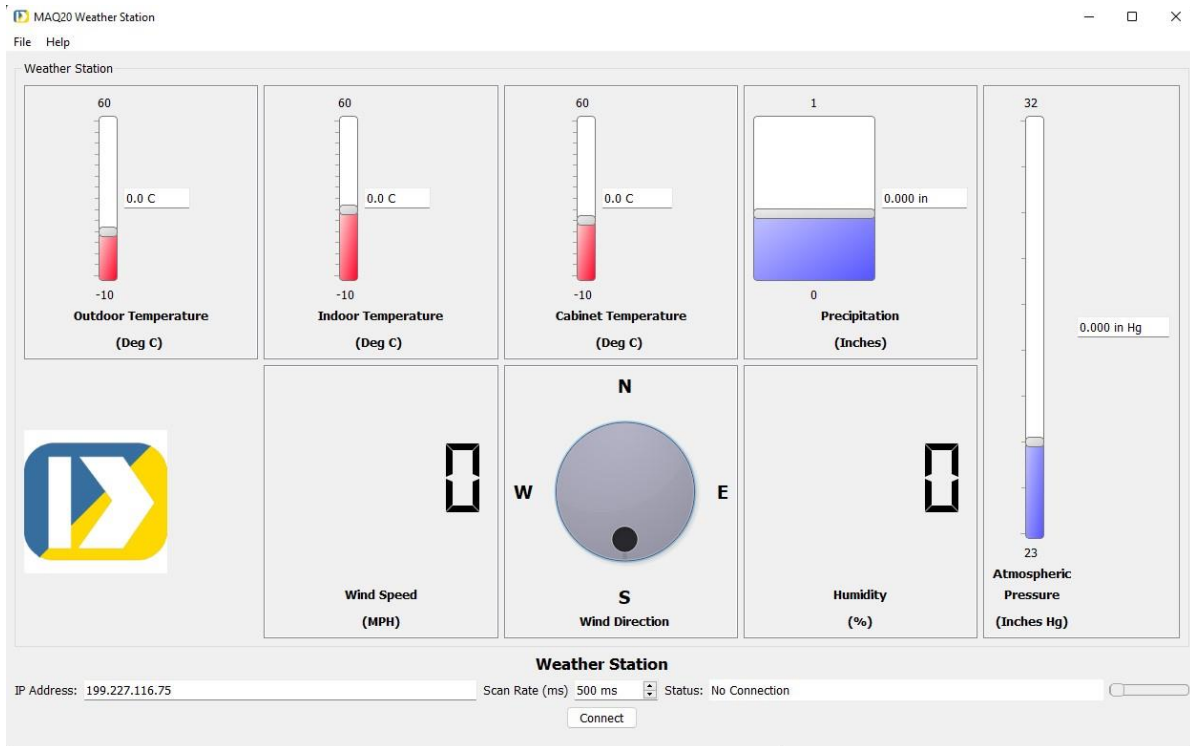 MAQ20 Weather Station
File Help
Weather Station
60
0.0 C
-10
Outdoor Temperature
(Deg C)
60
0.0 C
-10
Indoor Temperature
(Deg C)
60
0.0 C
-10
Cabinet Temperature
(Deg C)
1
0.000 in
0
Precipitation
(Inches)
32
0.000 in Hg
23
Atmospheric
Pressure
(Inches Hg)
0
Wind Speed
(MPH)
N
W E
S
Wind Direction
0
Humidity
(%)
Weather Station
IP Address: 199.227.116.75 Scan Rate (ms) 500 ms Status: No Connection
Connect